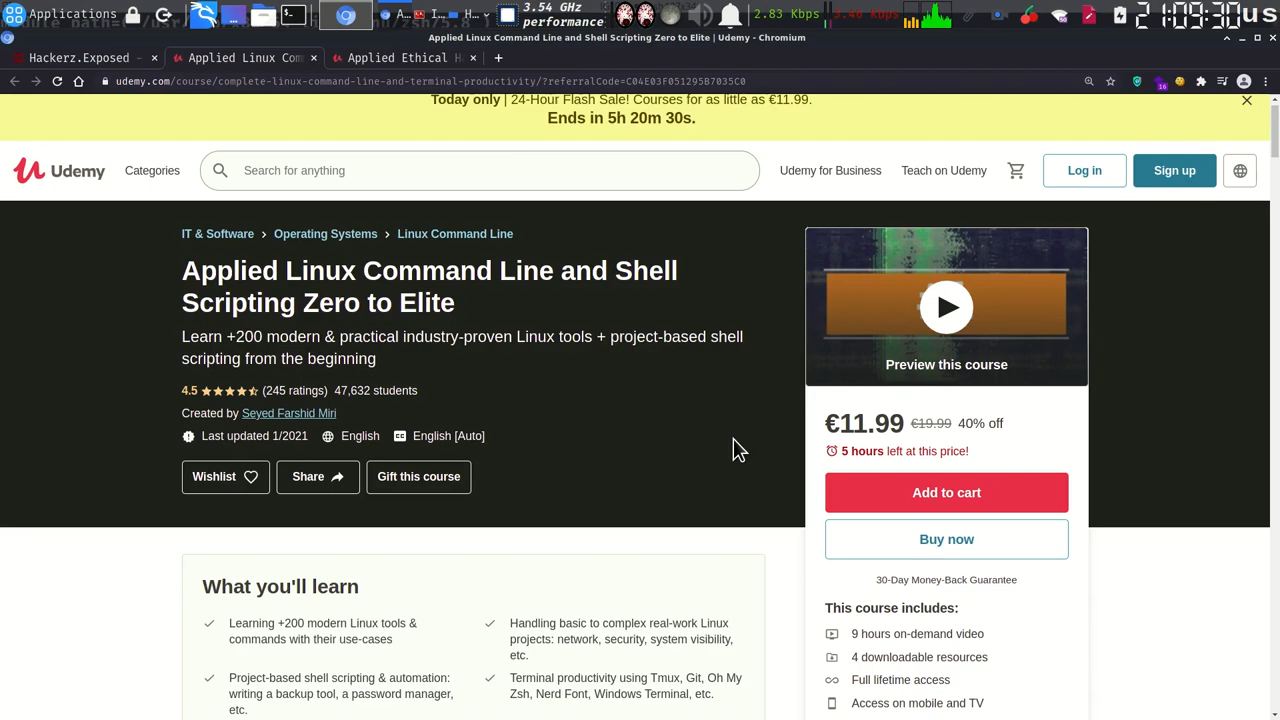 Applications
3.54 GHz
performance
2.83 Kbps
3.40 Kbps
21:09:30 us
Applied Linux Command Line and Shell Scripting Zero to Elite | Udemy - Chromium
Hackerz.Exposed - × Applied Linux Com × Applied Ethical H × +
udemy.com/course/complete-linux-command-line-and-terminal-productivity/?referralCode=C04E03F051295B7035C0
16
Today only | 24-Hour Flash Sale! Courses for as little as €11.99.
Ends in 5h 20m 30s.
Udemy Categories Search for anything Udemy for Business Teach on Udemy Log in Sign up
IT & Software > Operating Systems > Linux Command Line
Applied Linux Command Line and Shell
Scripting Zero to Elite
Learn +200 modern & practical industry-proven Linux tools + project-based shell
scripting from the beginning
4.5 (245 ratings) 47,632 students
Created by Seyed Farshid Miri
Last updated 1/2021 English CC English [Auto]
Wishlist Share Gift this course
Preview this course
€11.99 €19.99 40% off
5 hours left at this price!
Add to cart
Buy now
30-Day Money-Back Guarantee
This course includes:
9 hours on-demand video
4 downloadable resources
Full lifetime access
Access on mobile and TV
What you'll learn
Learning +200 modern Linux tools &
commands with their use-cases
Handling basic to complex real-work Linux
projects: network, security, system visibility,
etc.
Project-based shell scripting & automation:
writing a backup tool, a password manager,
etc.
Terminal productivity using Tmux, Git, Oh My
Zsh, Nerd Font, Windows Terminal, etc.